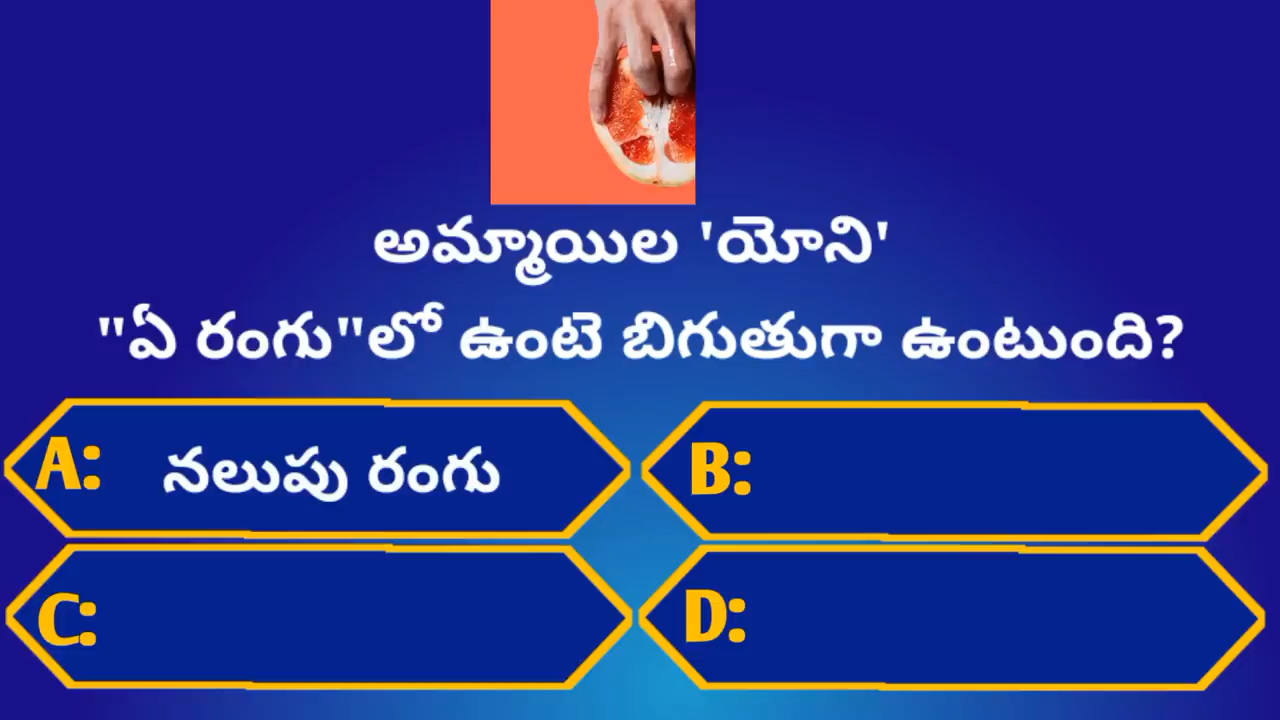 అమ్మాయిల 'యోని'
"ఏ రంగు"లో ఉంటె బిగుతుగా ఉంటుంది?
A: నలుపు రంగు
B:
C:
D: